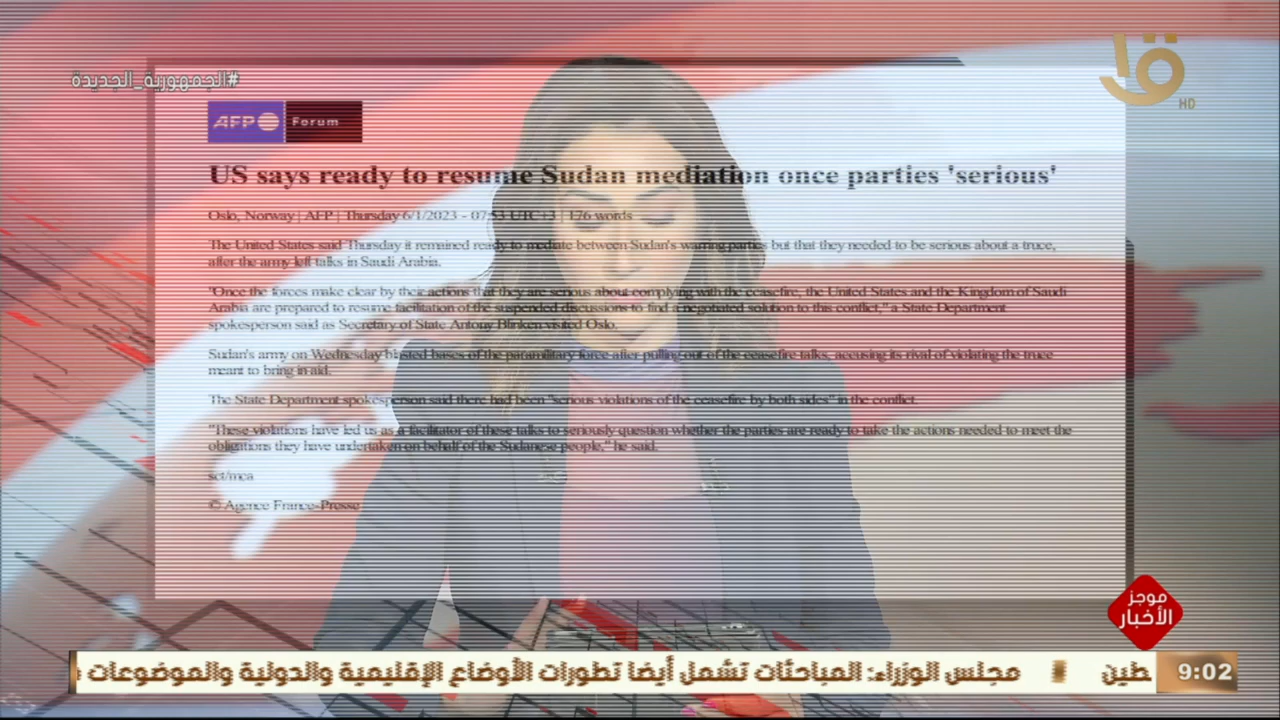 #الجمهورية_الجديدة
HD
AFP Forum
US says ready to resume Sudan mediation once parties 'serious'
Oslo, Norway | AFP | Thursday 6/1/2023 - 07:53 UTC+3 | 176 words
The United States said Thursday it remained ready to mediate between Sudan's warring parties but that they needed to be serious about a truce,
after the army left talks in Saudi Arabia.
"Once the forces make clear by their actions that they are serious about complying with the ceasefire, the United States and the Kingdom of Saudi
Arabia are prepared to resume facilitation of the suspended discussions to find a negotiated solution to this conflict," a State Department
spokesperson said as Secretary of State Antony Blinken visited Oslo.
Sudan's army on Wednesday blasted bases of the paramilitary force after pulling out of the ceasefire talks, accusing its rival of violating the truce
meant to bring in aid.
The State Department spokesperson said there had been "serious violations of the ceasefire by both sides" in the conflict.
"These violations have led us as a facilitator of these talks to seriously question whether the parties are ready to take the actions needed to meet the
obligations they have undertaken on behalf of the Sudanese people," he said.
sct/mca
© Agence France-Presse
موجز
الأخبار
طين مجلس الوزراء: المباحثات تشمل أيضا تطورات الأوضاع الإقليمية والدولية والموضوعات
9:02